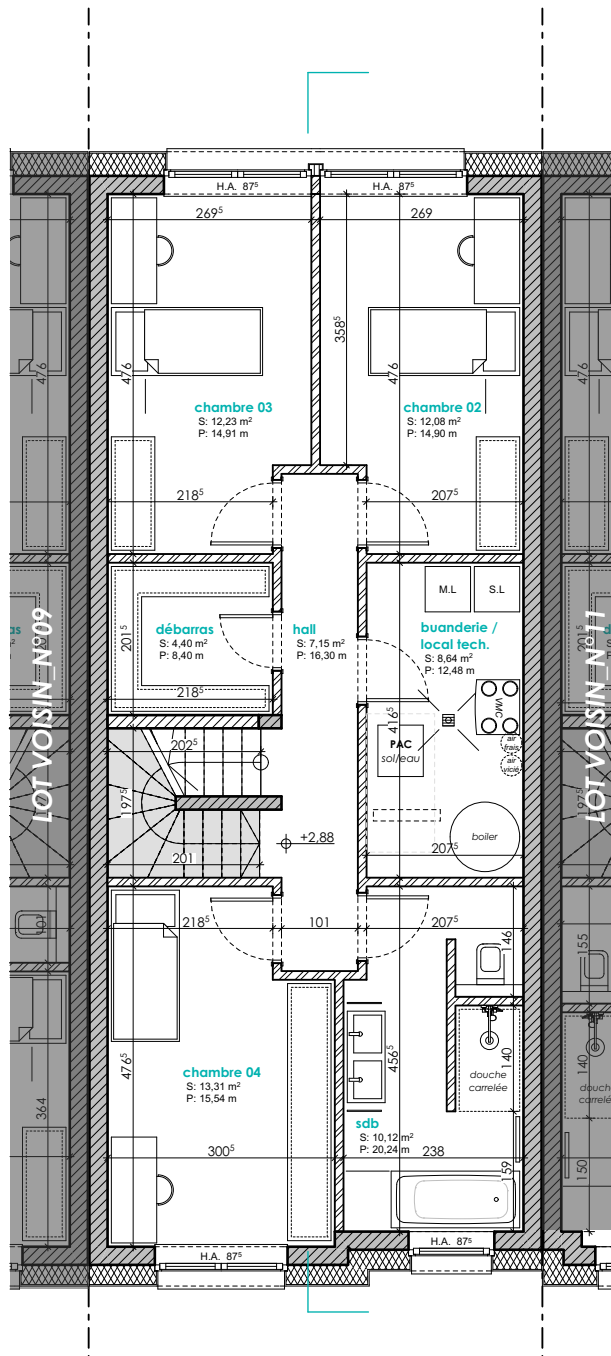 H.A. 87⁵
H.A. 87⁵
269⁵
269
358⁵
476
476
476
476
chambre 03
S: 12,23 m²
P: 14,91 m
chambre 02
S: 12,08 m²
P: 14,90 m
218⁵
207⁵
M.L
S.L
débarras
S: 4,40 m²
P: 8,40 m
hall
S: 7,15 m²
P: 16,30 m
buanderie /
local tech.
S: 8,64 m²
P: 12,48 m
201⁵
201⁵
218⁵
LOT VOISIN_N°09
LOT VOISIN_N°11
VMC
416⁵
PAC
sol/eau
air
frais
air
vicié
202⁵
197⁵
197⁵
201
+2,88
boiler
207⁵
218⁵
101
207⁵
101
146
155
476⁵
456⁵
140
140
douche
carrelée
douche
carrelée
364
chambre 04
S: 13,31 m²
P: 15,54 m
sdb
S: 10,12 m²
P: 20,24 m
300⁵
238
159
150
H.A. 87⁵
H.A. 87⁵